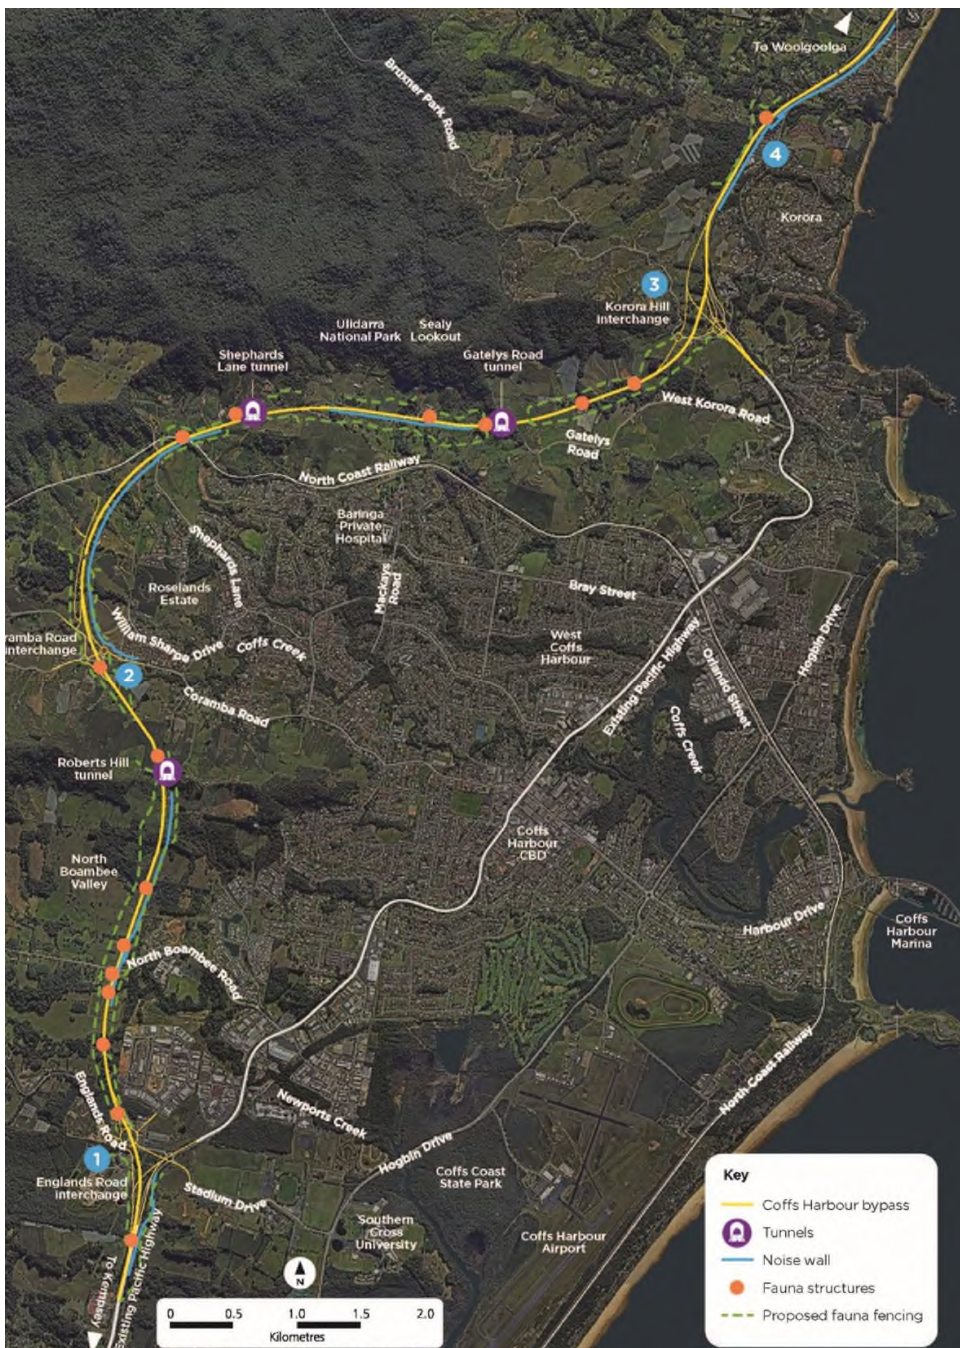 To Woolgoolga
Bruxner Park Road
4
Korora
3
Korora Hill
Interchange
Ulidarra
National Park
Sealy
Lookout
Shephards
Lane tunnel
Gatelys Road
tunnel
West Korora Road
Gatelys
Road
North Coast Railway
Baringa
Private
Hospital
Shephards Lane
Mackays
Road
Bray Street
Roselands
Estate
Hogbin Drive
William Sharpe Drive
Coffs Creek
West
Coffs
Harbour
Existing Pacific Highway
Orlando Street
ramba Road
interchange
2
Coramba Road
Coffs Creek
Roberts Hill
tunnel
Coffs
Harbour
CBD
North
Boambee
Valley
Harbour Drive
Coffs
Harbour
Marina
North Boambee Road
North Coast Railway
Englands Road
Newports Creek
Hogbin Drive
1
Englands Road
interchange
Stadium Drive
Coffs Coast
State Park
Southern
Cross
University
Coffs Harbour
Airport
To Kempsey
Existing Pacific Highway
N
0 0.5 1.0 1.5 2.0
Kilometres
Key
Coffs Harbour bypass
Tunnels
Noise wall
Fauna structures
Proposed fauna fencing